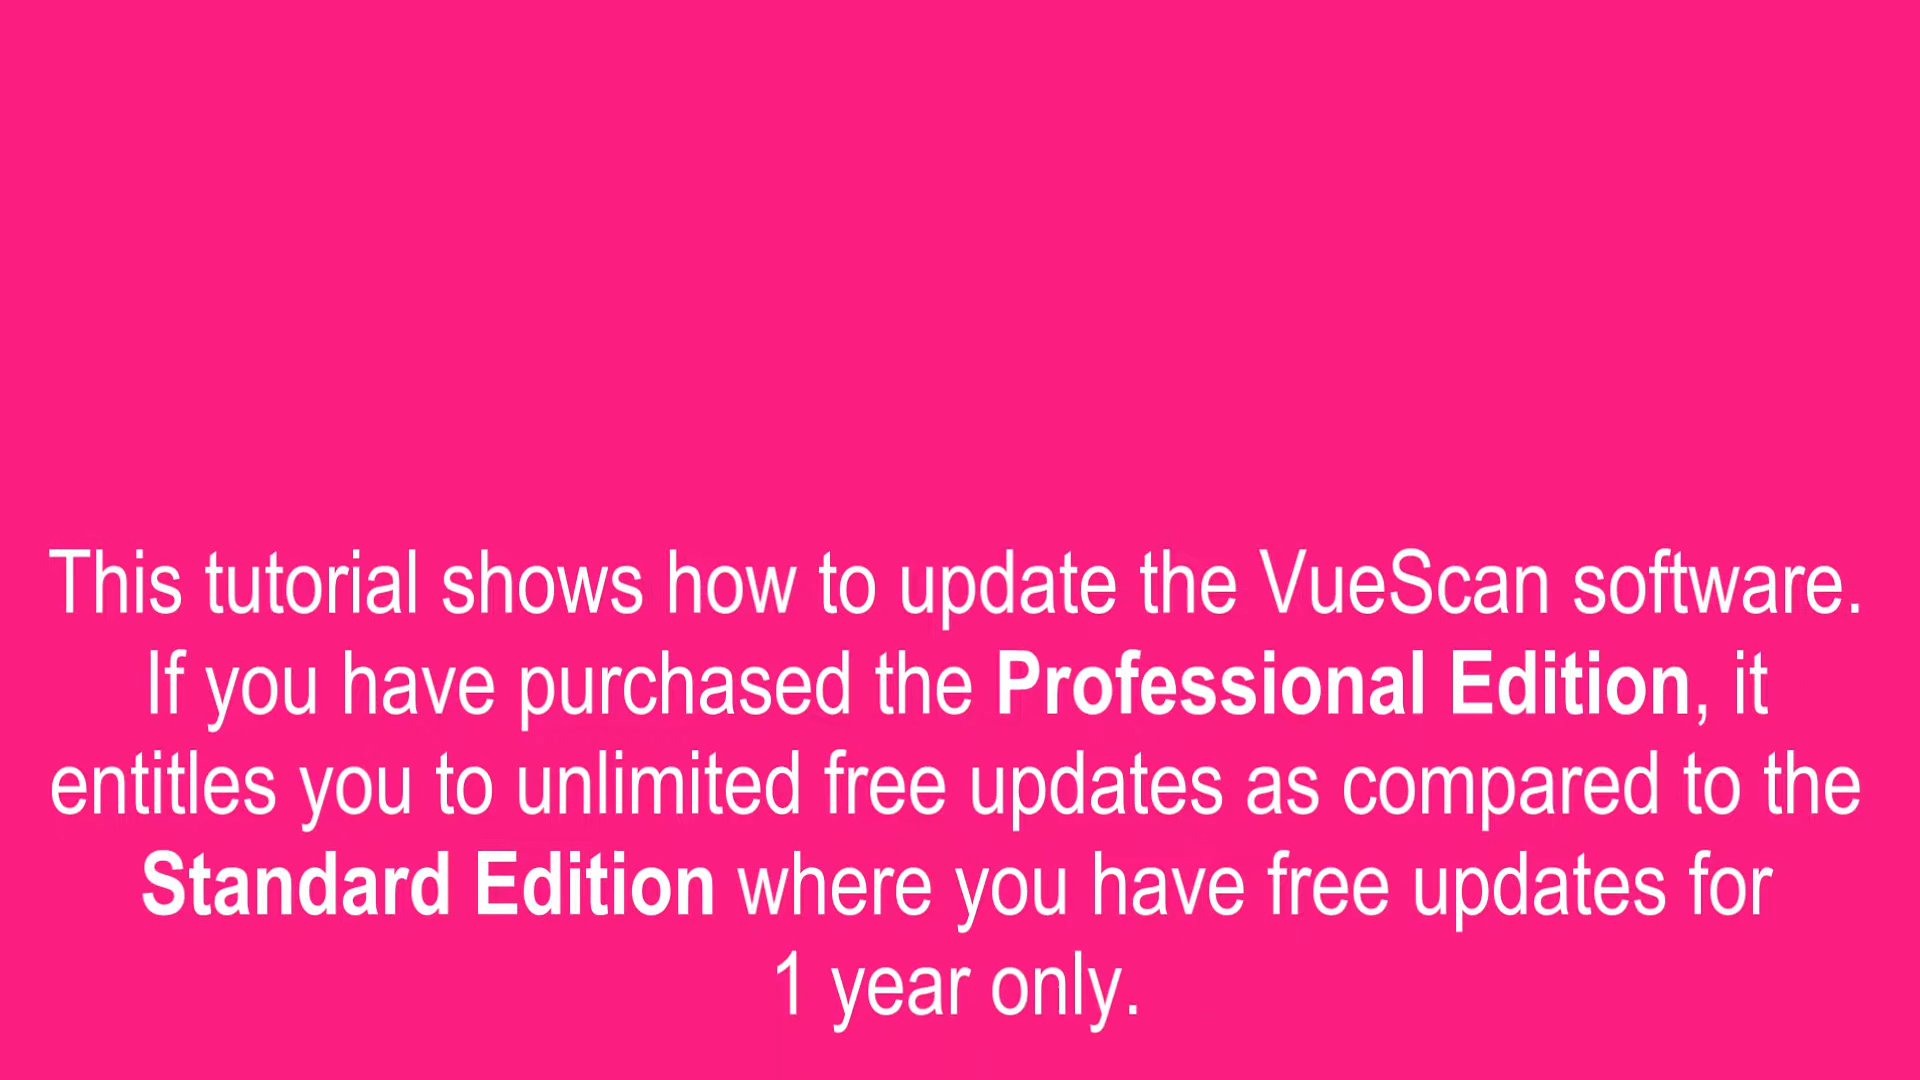 This tutorial shows how to update the VueScan software.
If you have purchased the Professional Edition, it
entitles you to unlimited free updates as compared to the
Standard Edition where you have free updates for
1 year only.